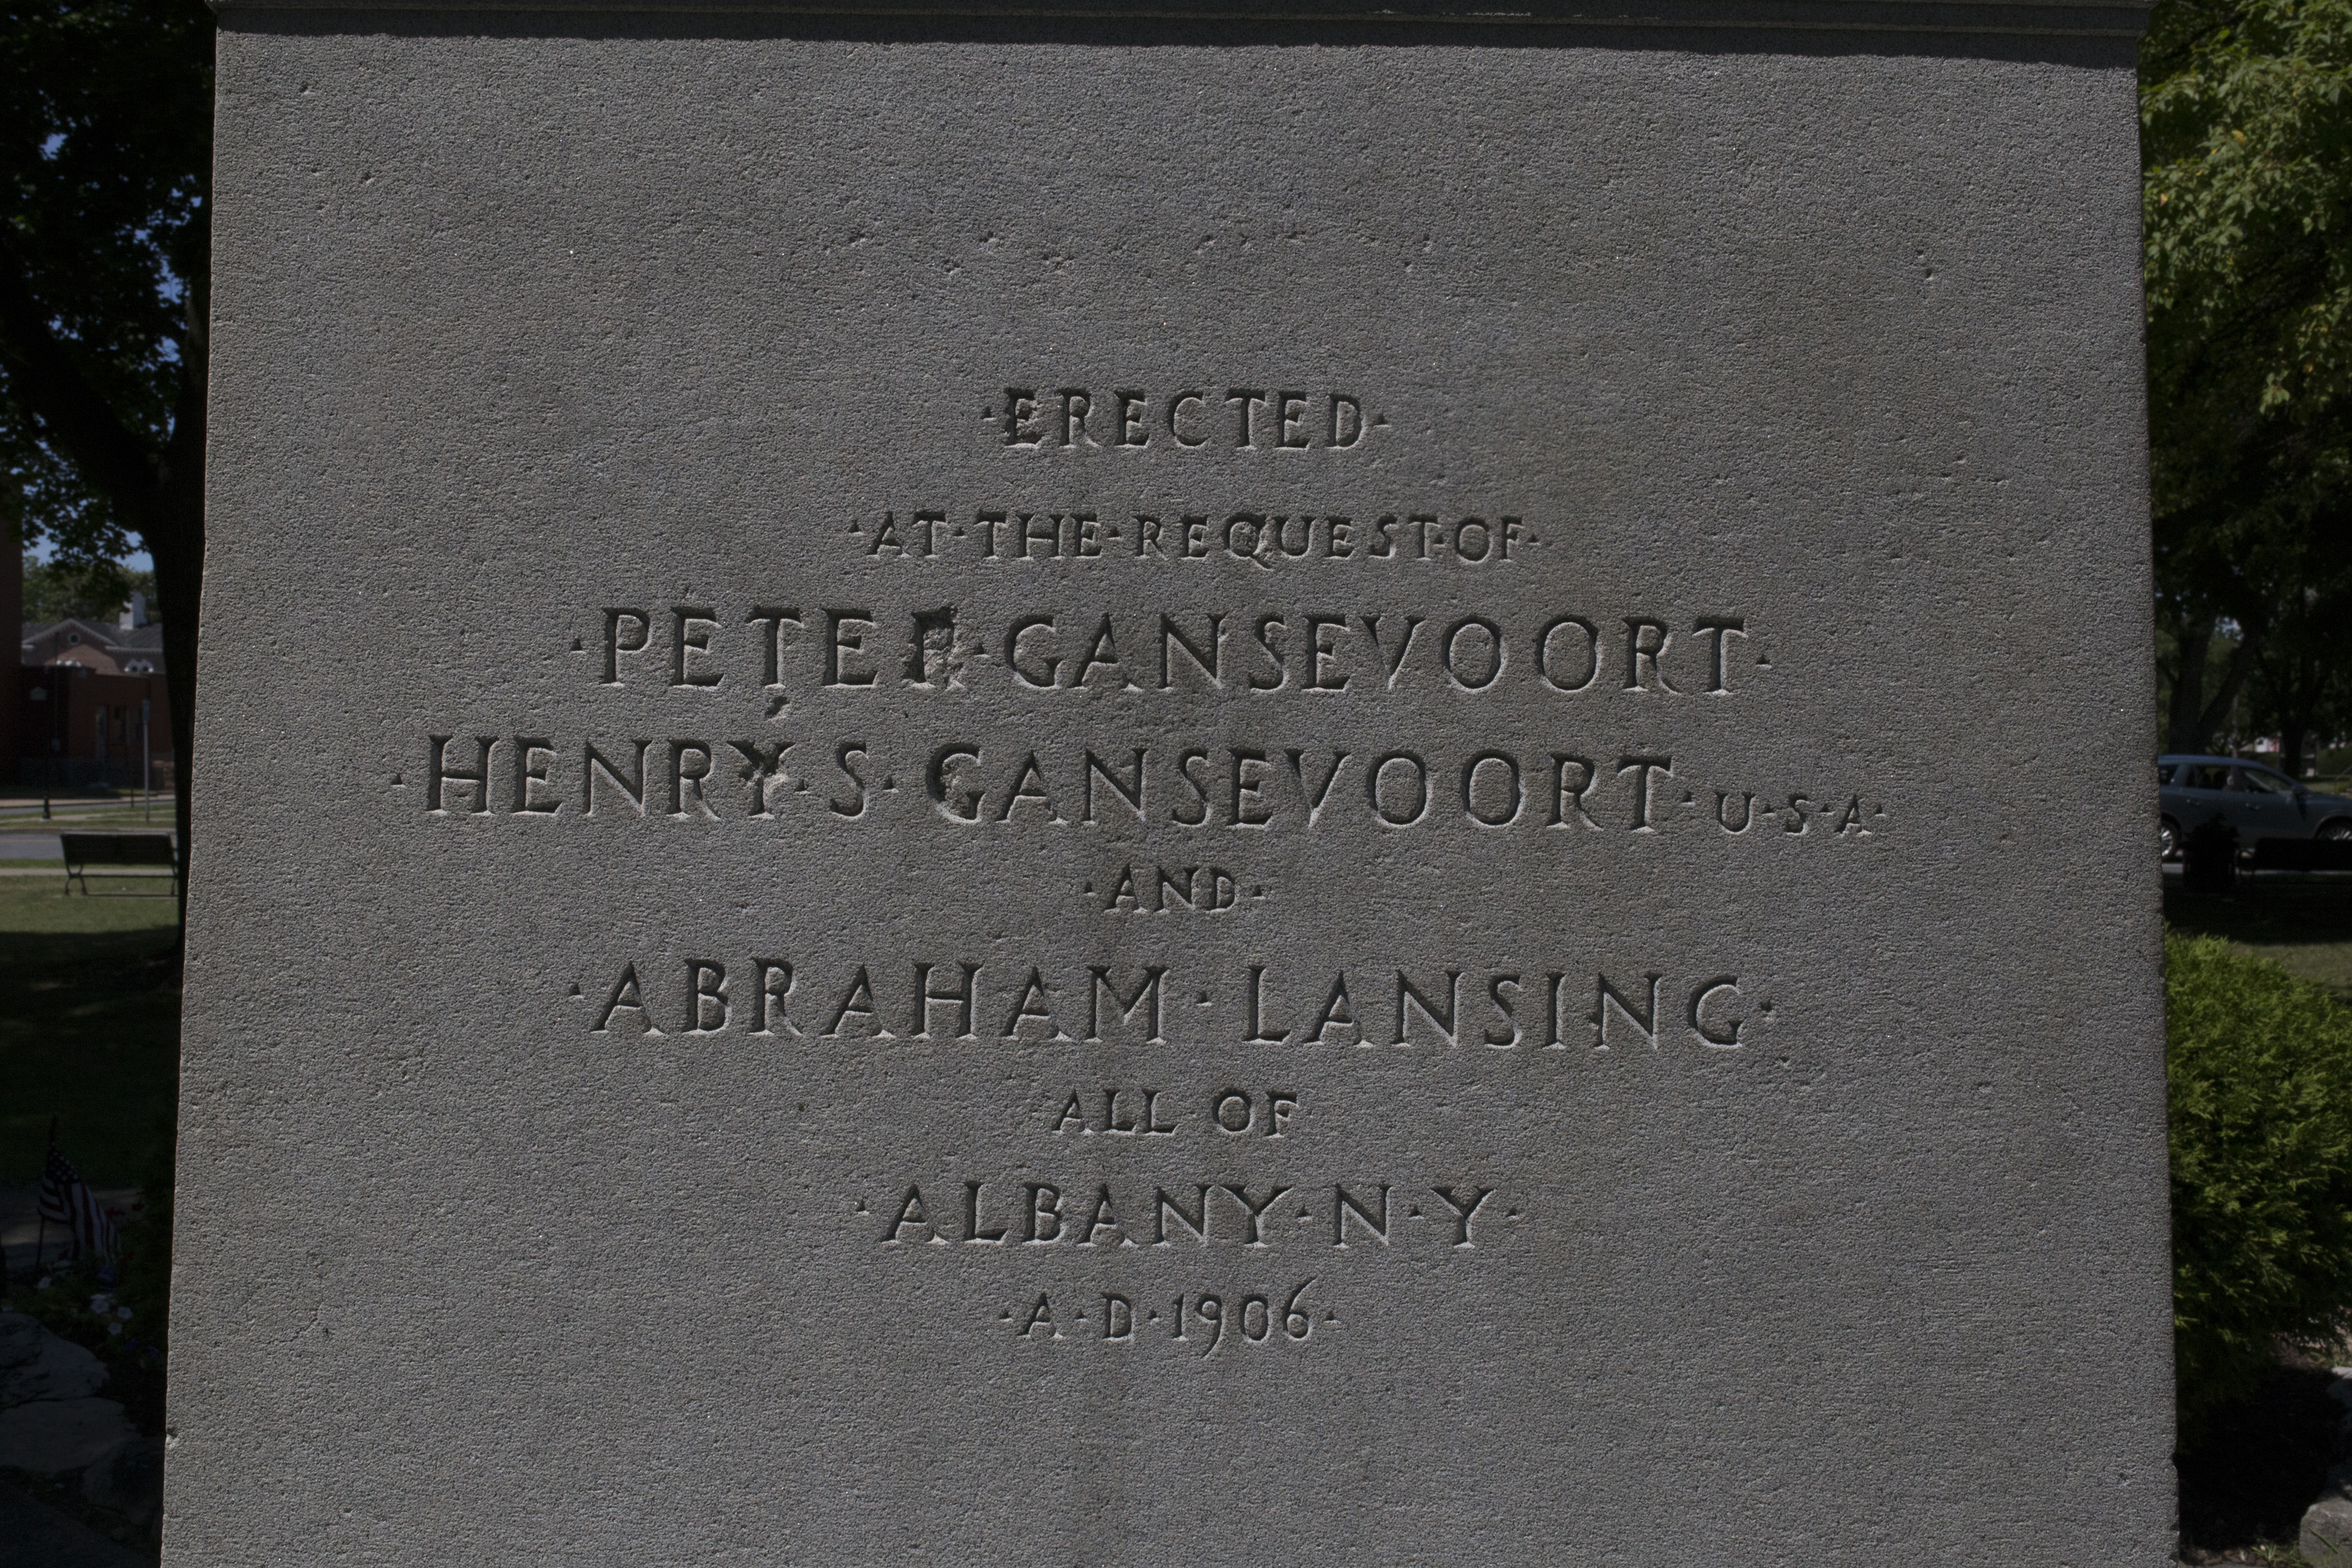 ·ERECTED·
·AT·THE·REQUEST·OF·
·PETER·GANSEVOORT·
·HENRY·S·GANSEVOORT·U·S·A·
·AND·
·ABRAHAM·LANSING·
ALL OF
·ALBANY·N·Y·
·A·D·1906·